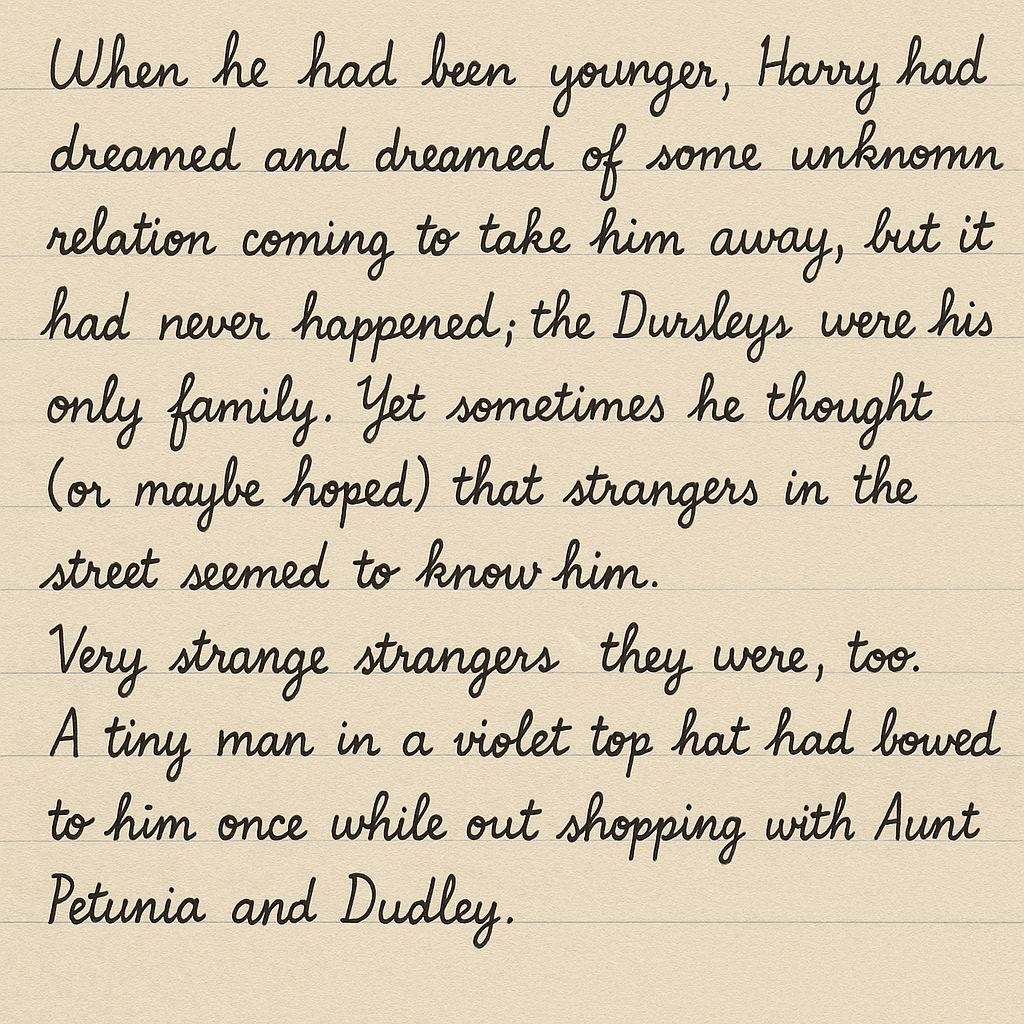 When he had been younger, Harry had
dreamed and dreamed of some unknomn
relation coming to take him away, but it
had never happened; the Dursleys were his
only family. Yet sometimes he thought
(or maybe hoped) that strangers in the
street seemed to know him.
Very strange strangers they were, too.
A tiny man in a violet top hat had bowed
to him once while out shopping with Aunt
Petunia and Dudley.